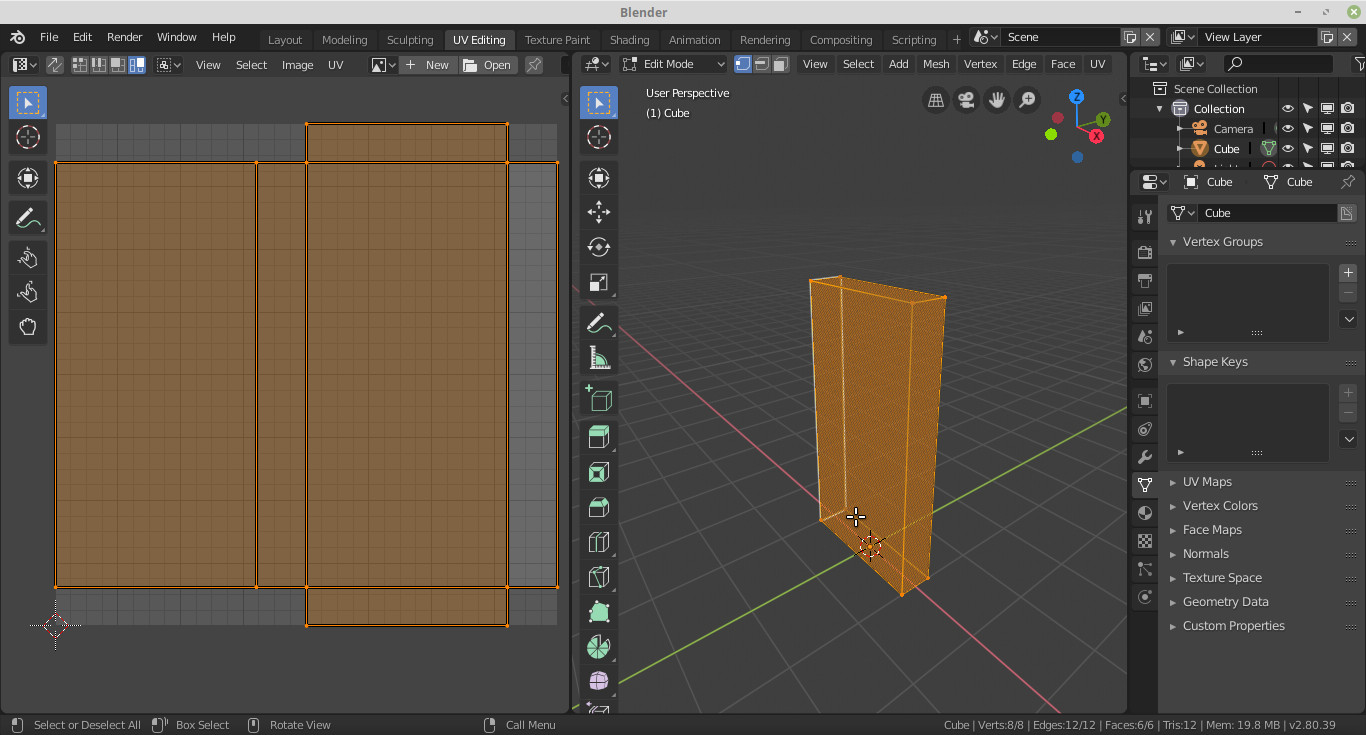 Blender
File Edit Render Window Help Layout Modeling Sculpting UV Editing Texture Paint Shading Animation Rendering Compositing Scripting + Scene View Layer
View Select Image UV New Open Edit Mode View Select Add Mesh Vertex Edge Face UV
User Perspective
(1) Cube
Z
Y
X
Scene Collection
Collection
Camera
Cube
Cube Cube
Cube
Vertex Groups
Shape Keys
UV Maps
Vertex Colors
Face Maps
Normals
Texture Space
Geometry Data
Custom Properties
Select or Deselect All Box Select Rotate View Call Menu Cube | Verts:8/8 | Edges:12/12 | Faces:6/6 | Tris:12 | Mem: 19.8 MB | v2.80.39